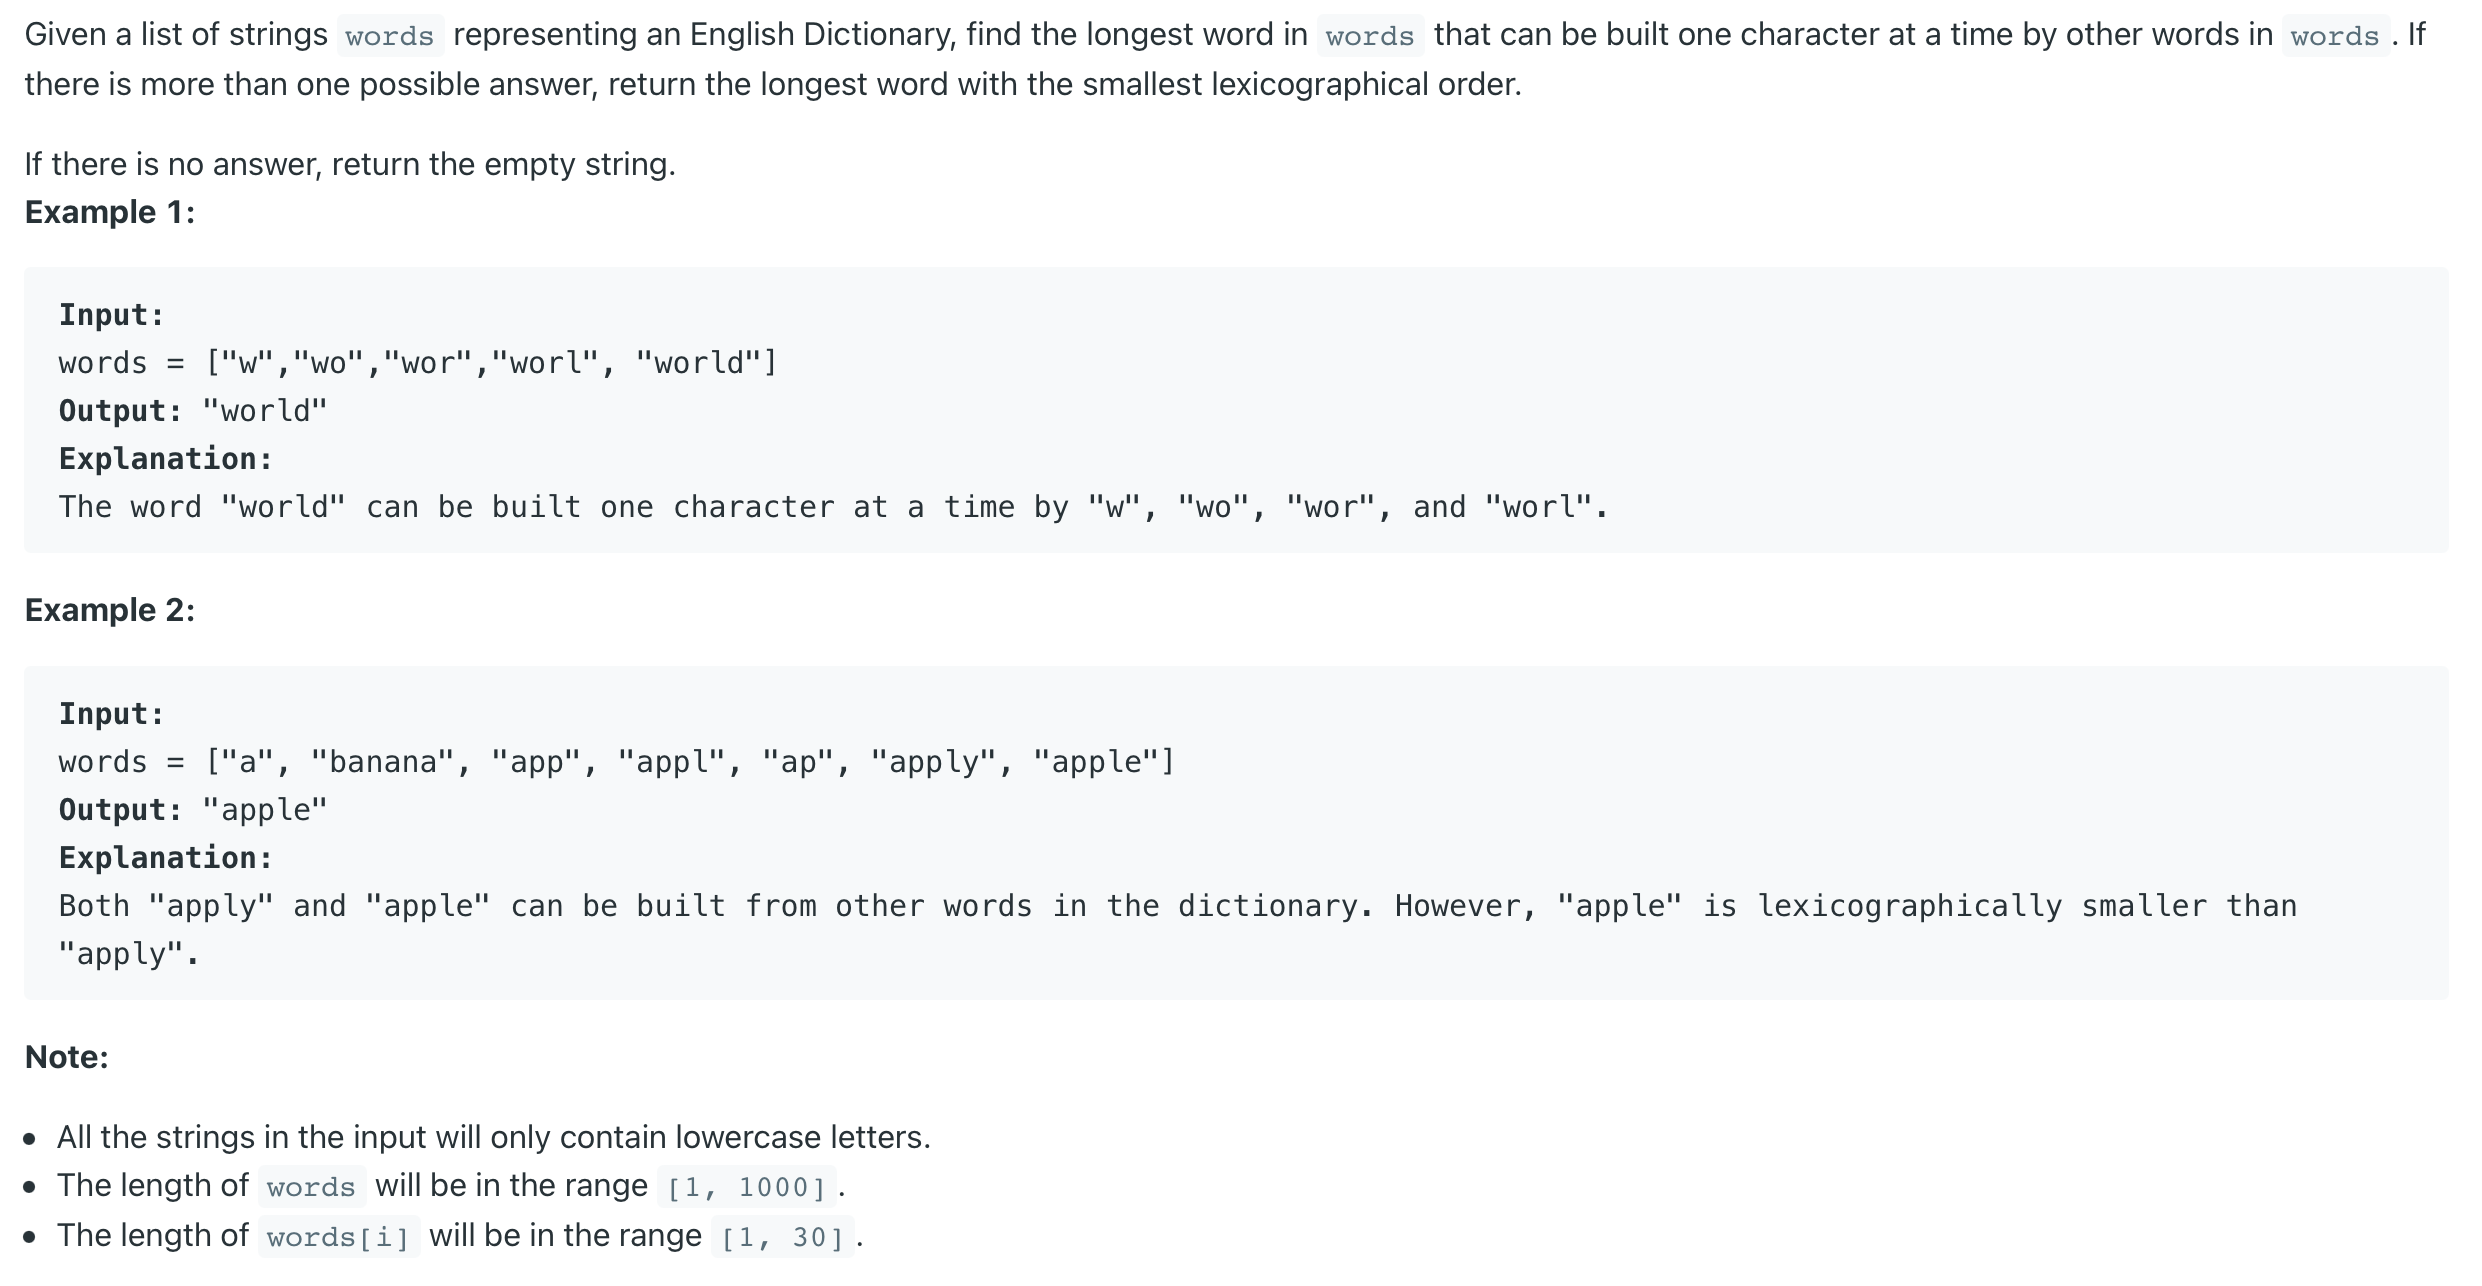 Given a list of strings words representing an English Dictionary, find the longest word in words that can be built one character at a time by other words in words. If
there is more than one possible answer, return the longest word with the smallest lexicographical order.
If there is no answer, return the empty string.
Example 1:
Input:
words = ["w","wo","wor","worl", "world"]
Output: "world"
Explanation:
The word "world" can be built one character at a time by "w", "wo", "wor", and "worl".
Example 2:
Input:
words = ["a", "banana", "app", "appl", "ap", "apply", "apple"]
Output: "apple"
Explanation:
Both "apply" and "apple" can be built from other words in the dictionary. However, "apple" is lexicographically smaller than
"apply".
Note:
• All the strings in the input will only contain lowercase letters.
• The length of words will be in the range [1, 1000].
• The length of words[i] will be in the range [1, 30].